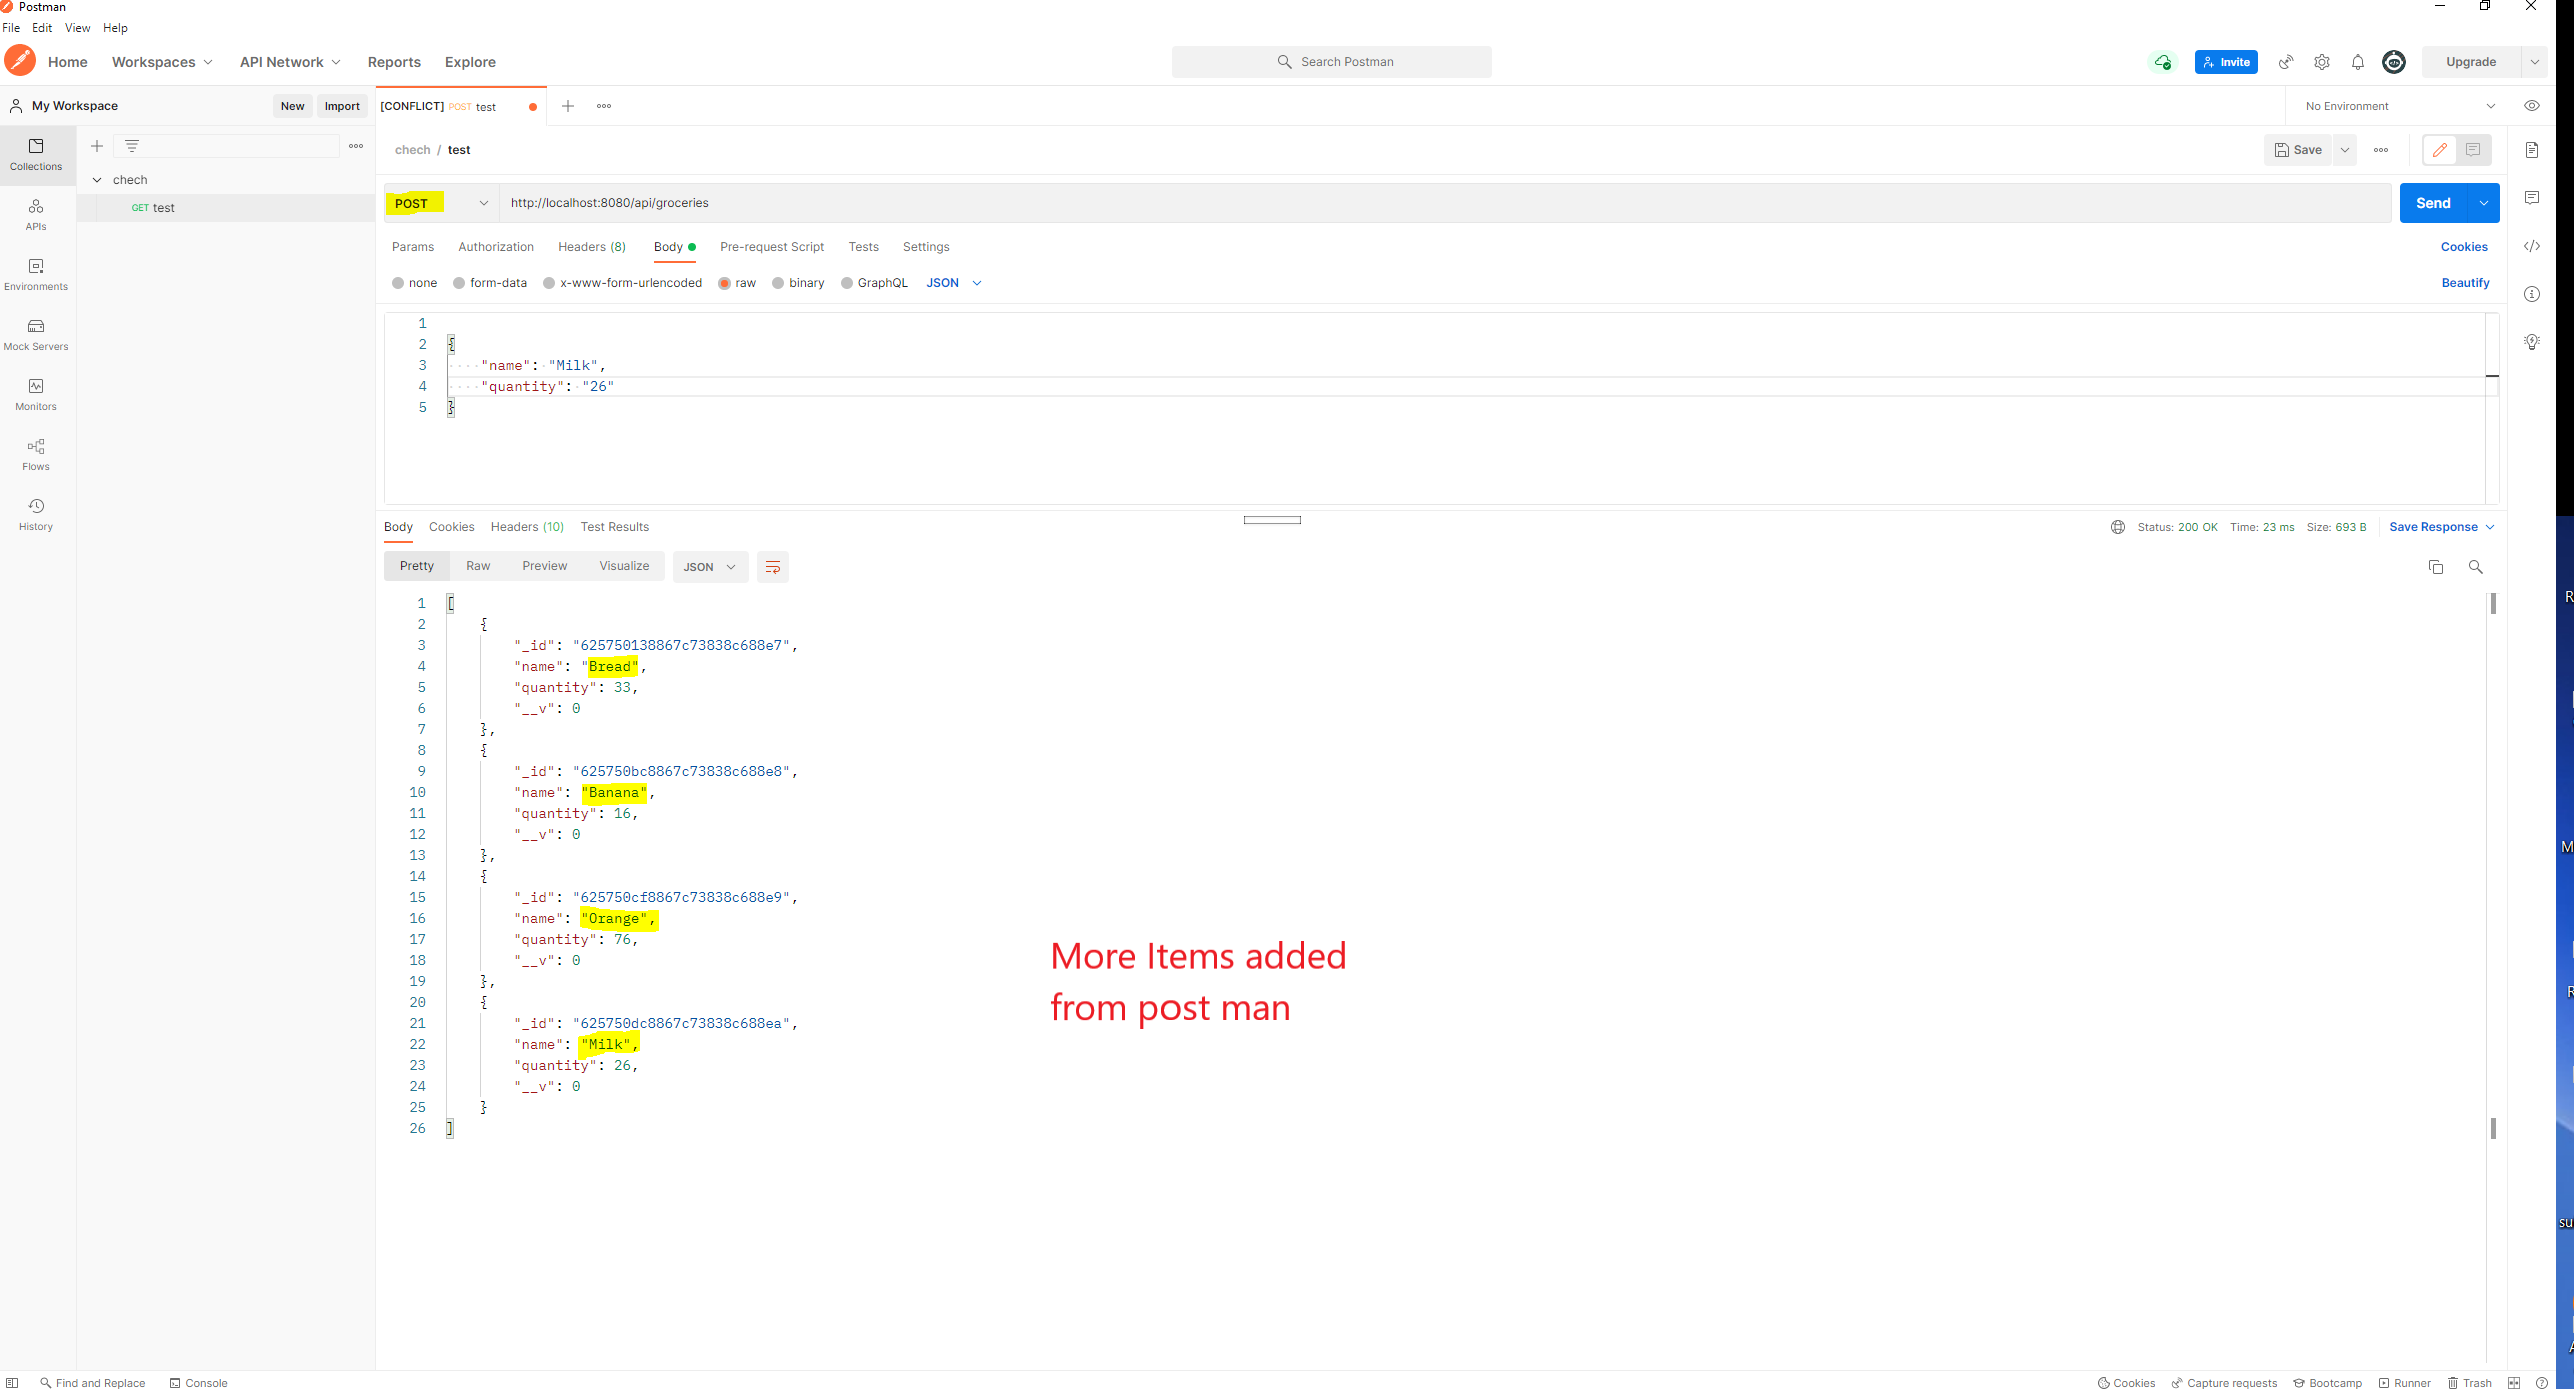 Postman
File Edit View Help
Home Workspaces API Network Reports Explore
Search Postman
Invite
Upgrade
My Workspace
New Import
[CONFLICT] POST test
No Environment
Collections
APIs
Environments
Mock Servers
Monitors
Flows
History
chech
GET test
chech / test
Save
POST http://localhost:8080/api/groceries
Send
Params Authorization Headers (8) Body Pre-request Script Tests Settings
Cookies
none form-data x-www-form-urlencoded raw binary GraphQL JSON
Beautify
1
2 {
3 "name": "Milk",
4 "quantity": "26"
5 }
Body Cookies Headers (10) Test Results
Status: 200 OK Time: 23 ms Size: 693 B Save Response
Pretty Raw Preview Visualize JSON
1 [
2 {
3 "_id": "625750138867c73838c688e7",
4 "name": "Bread",
5 "quantity": 33,
6 "__v": 0
7 },
8 {
9 "_id": "625750bc8867c73838c688e8",
10 "name": "Banana",
11 "quantity": 16,
12 "__v": 0
13 },
14 {
15 "_id": "625750cf8867c73838c688e9",
16 "name": "Orange",
17 "quantity": 76,
18 "__v": 0
19 },
20 {
21 "_id": "625750dc8867c73838c688ea",
22 "name": "Milk",
23 "quantity": 26,
24 "__v": 0
25 }
26 ]
More Items added
from post man
Find and Replace Console
Cookies Capture requests Bootcamp Runner Trash